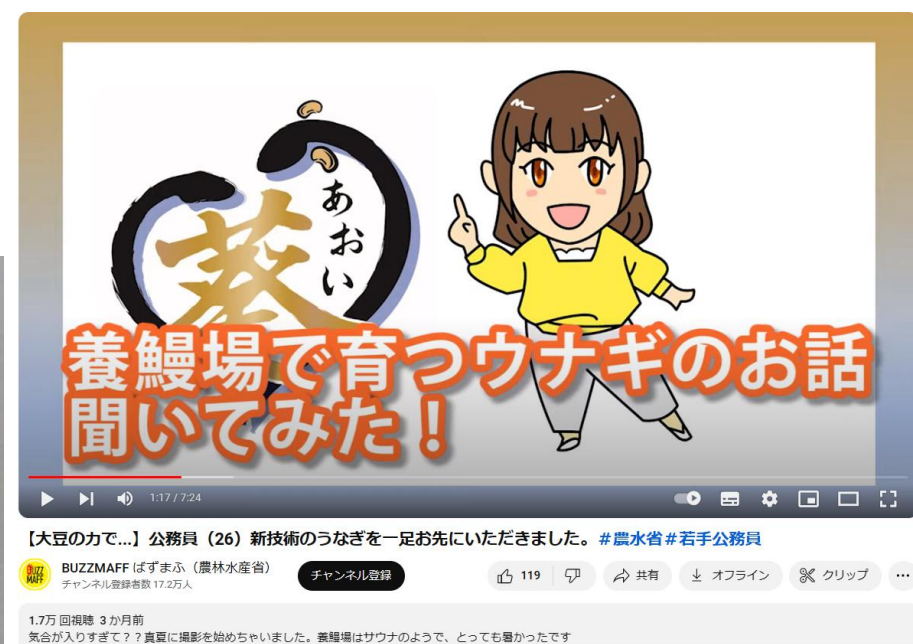 葵
あおい
養鰻場で育つウナギのお話
聞いてみた！
1:17 / 7:24
【大豆の力で...】公務員（26）新技術のうなぎを一足お先にいただきました。#農水省#若手公務員
BUZZ MAFF
BUZZMAFF ばずまふ（農林水産省）
チャンネル登録者数 17.2万人
チャンネル登録
119
共有
オフライン
クリップ
1.7万 回視聴 3 か月前
気合が入りすぎて？？真夏に撮影を始めちゃいました。養鰻場はサウナのようで、とっても暑かったです